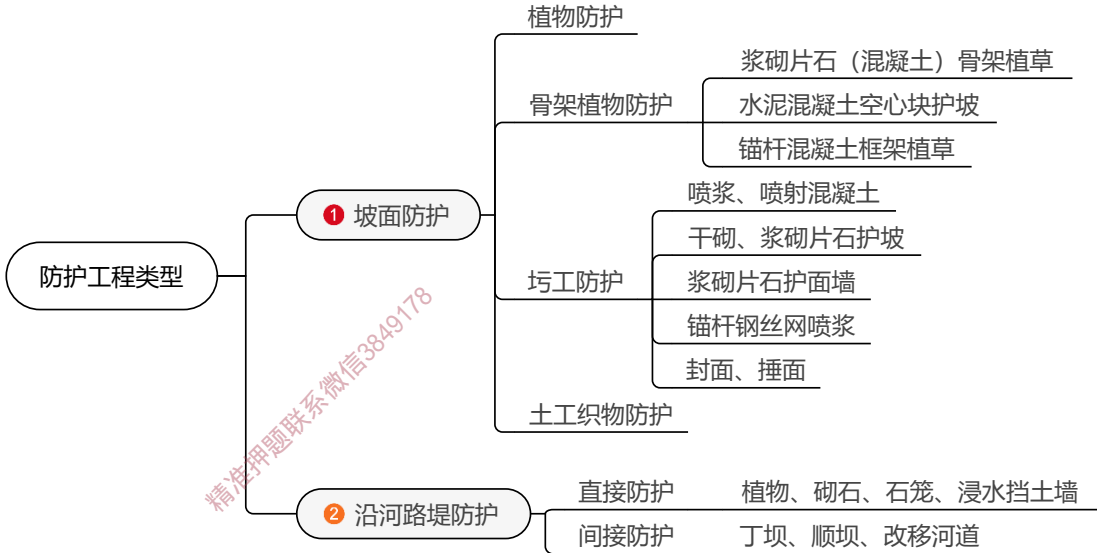 植物防护
浆砌片石（混凝土）骨架植草
骨架植物防护
水泥混凝土空心块护坡
锚杆混凝土框架植草
喷浆、喷射混凝土
1 坡面防护
干砌、浆砌片石护坡
防护工程类型
圬工防护
浆砌片石护面墙
锚杆钢丝网喷浆
封面、捶面
土工织物防护
精准押题联系微信3849178
直接防护
植物、砌石、石笼、浸水挡土墙
2 沿河路堤防护
间接防护
丁坝、顺坝、改移河道